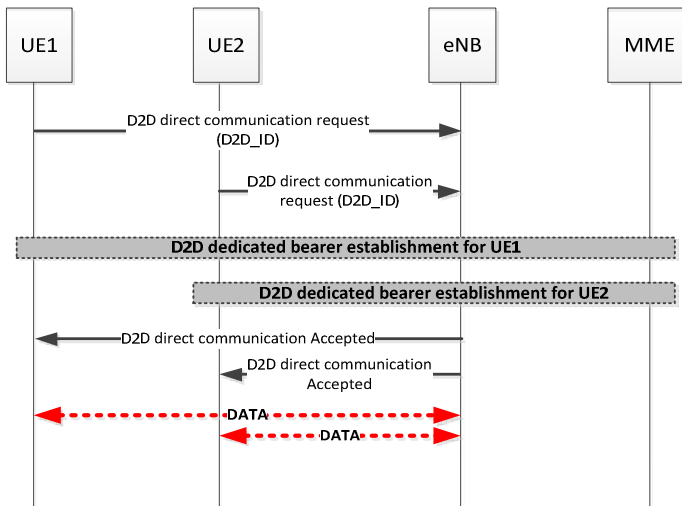 UE1
UE2
eNB
MME
D2D direct communication request
(D2D_ID)
D2D direct communication
request (D2D_ID)
D2D dedicated bearer establishment for UE1
D2D dedicated bearer establishment for UE2
D2D direct communication Accepted
D2D direct communication
Accepted
DATA
DATA